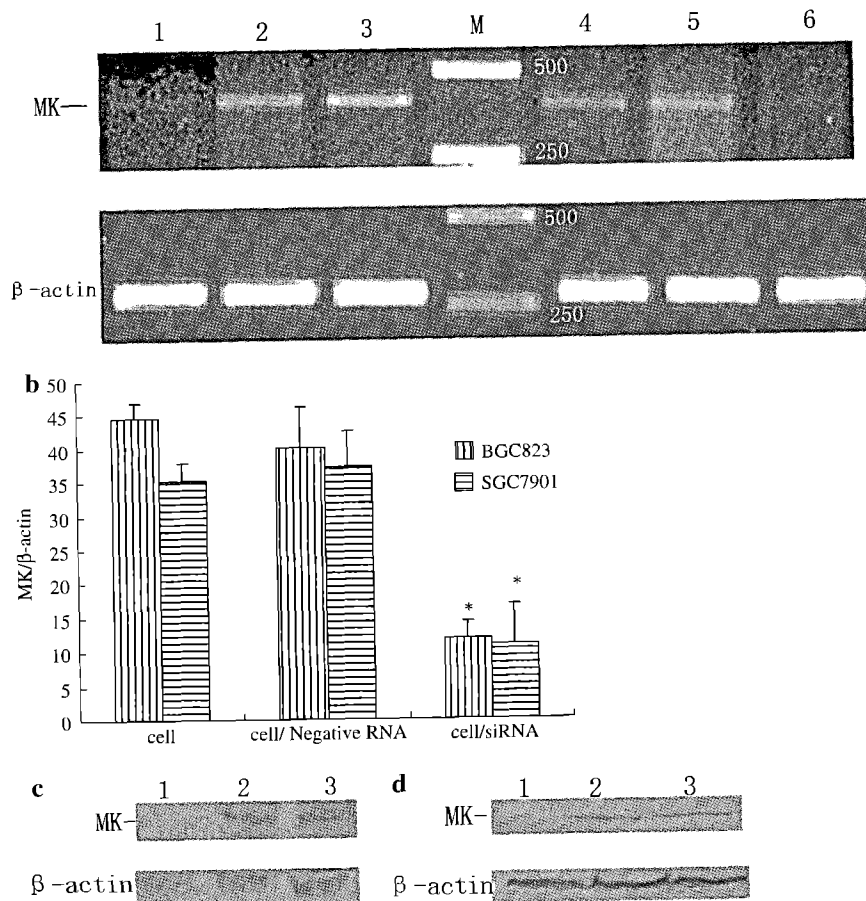 1 2 3 M 4 5 6
500
MK
250
500
β-actin
250
b
50
45
40
35
30
25
20
15
10
5
0
MK/β-actin
BGC823
SGC7901
* *
cell cell/ Negative RNA cell/siRNA
c 1 2 3
MK
β-actin
d 1 2 3
MK
β-actin